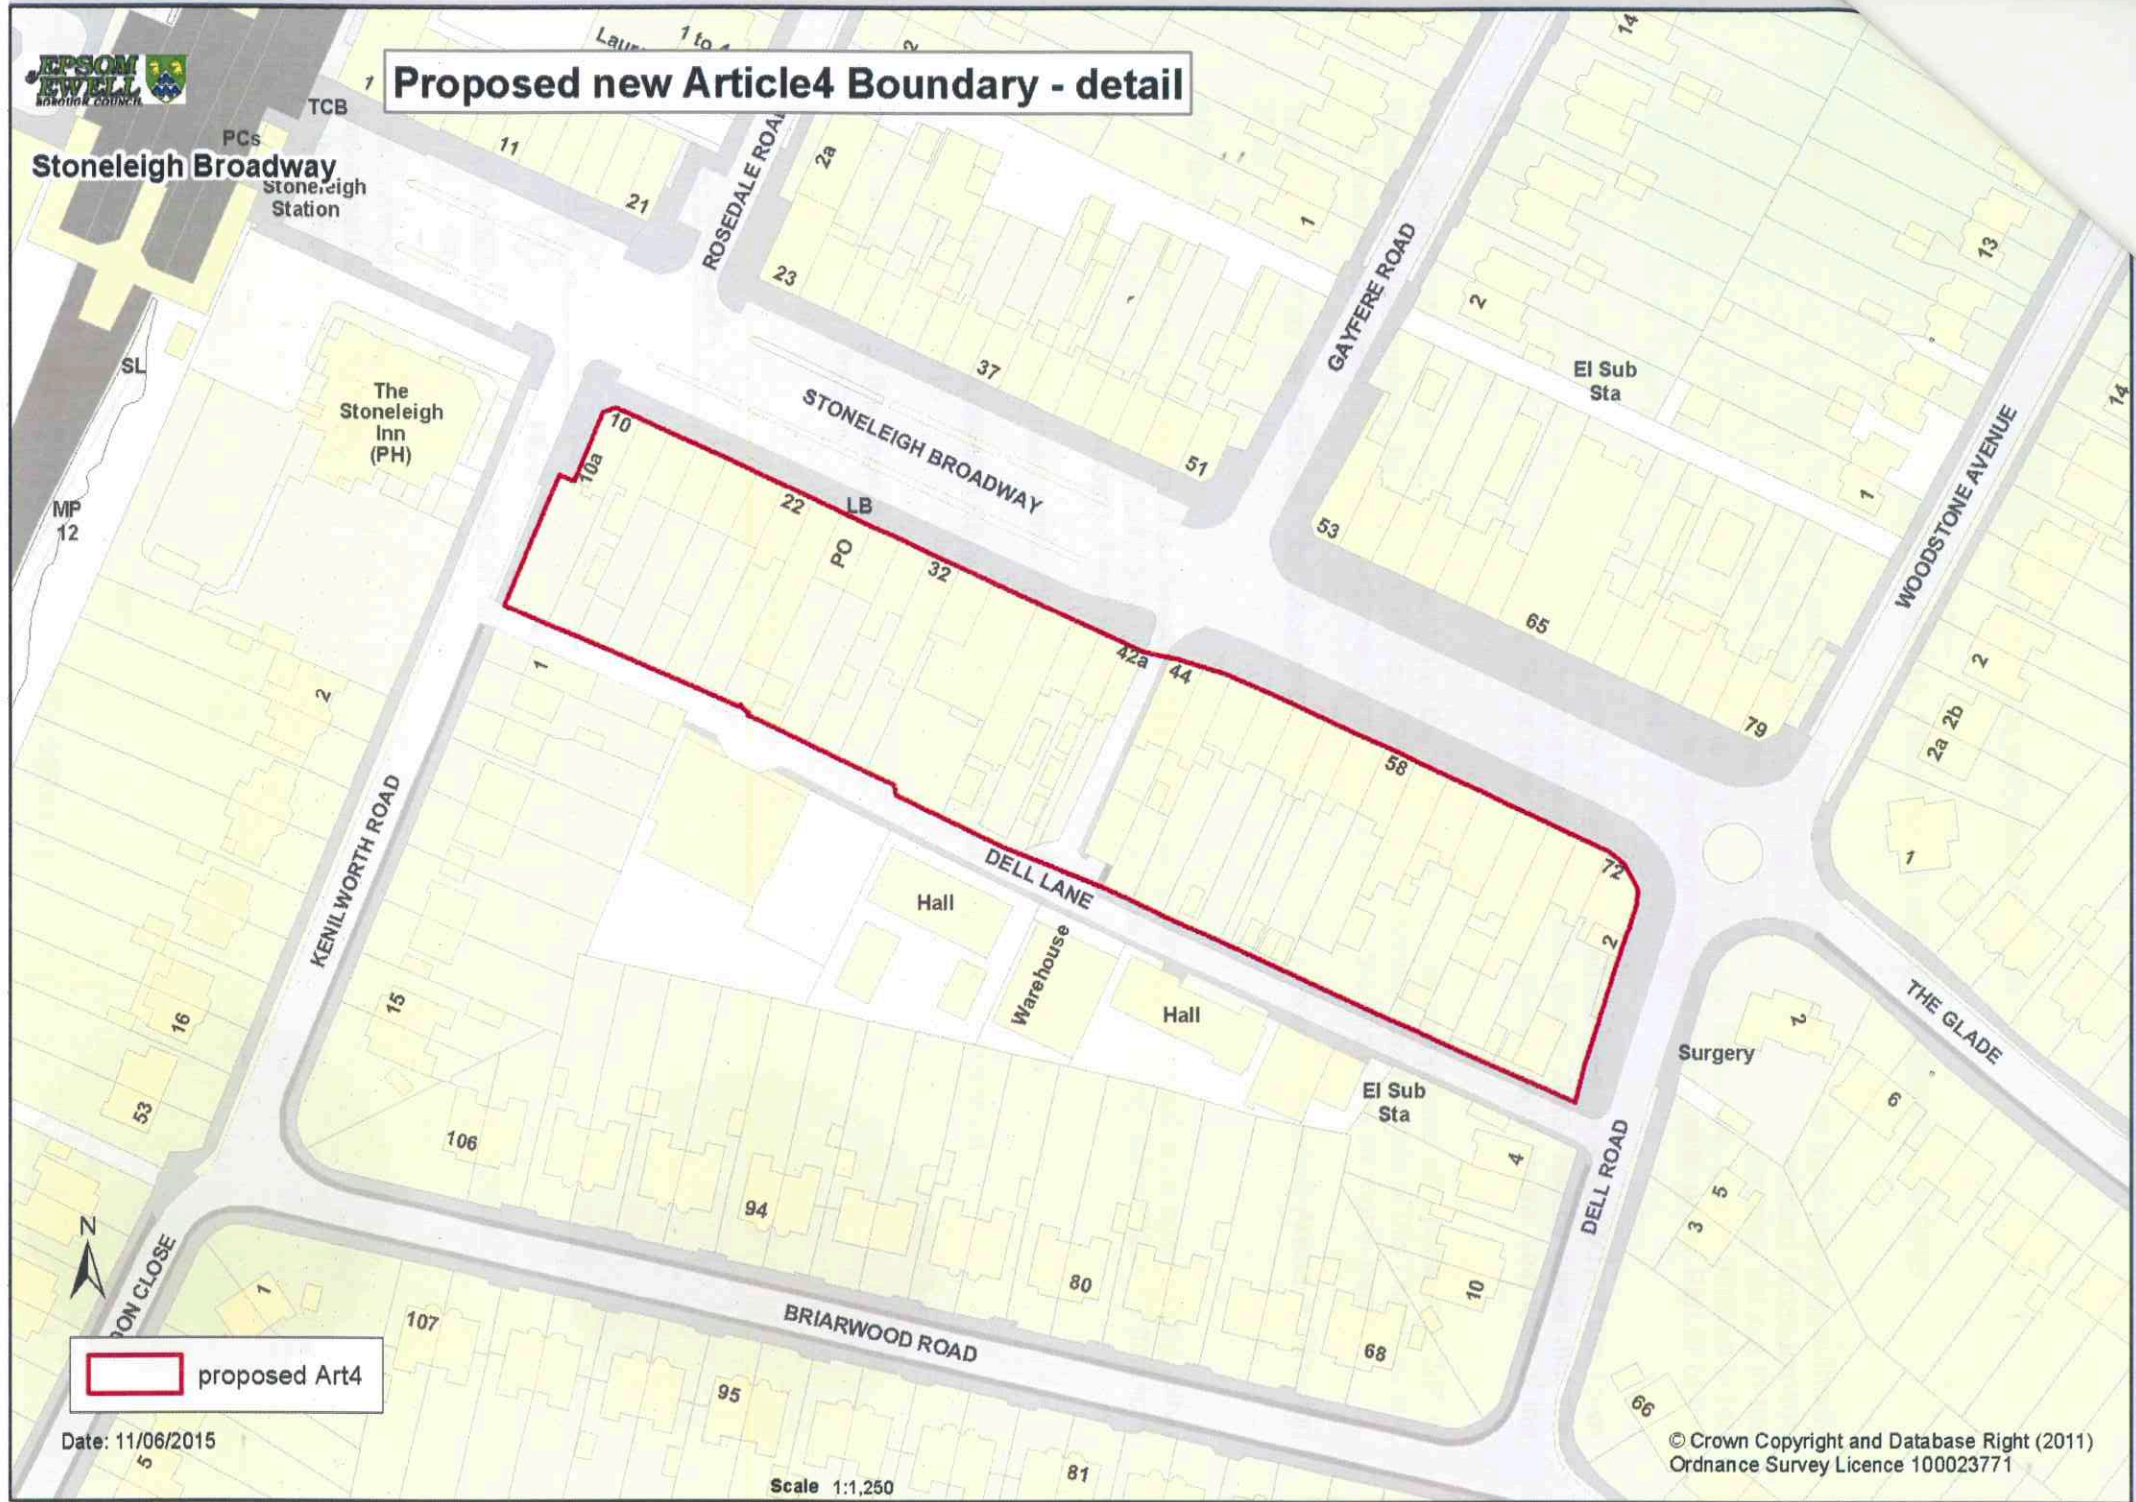 EPSOM
EWELL
BOROUGH COUNCIL
Proposed new Article4 Boundary - detail
1 to
2
14
1
TCB
PCs
11
Stoneleigh Broadway
Stoneleigh
Station
21
ROSEDALE ROAD
2a
23
1
GAYFERE ROAD
2
13
SL
The
Stoneleigh
Inn
(PH)
37
El Sub
Sta
14
STONELEIGH BROADWAY
10
10a
51
1
WOODSTONE AVENUE
MP
12
22
LB
PO
32
53
65
2
1
42a
44
2
79
2b
2a
58
KENILWORTH ROAD
72
1
DELL LANE
Hall
2
Warehouse
Hall
15
16
THE GLADE
2
Surgery
El Sub
Sta
6
53
106
4
DELL ROAD
5
3
94
N
80
10
1
107
BRIARWOOD ROAD
68
proposed Art4
95
66
Date: 11/06/2015
5
81
Scale 1:1,250
© Crown Copyright and Database Right (2011)
Ordnance Survey Licence 100023771